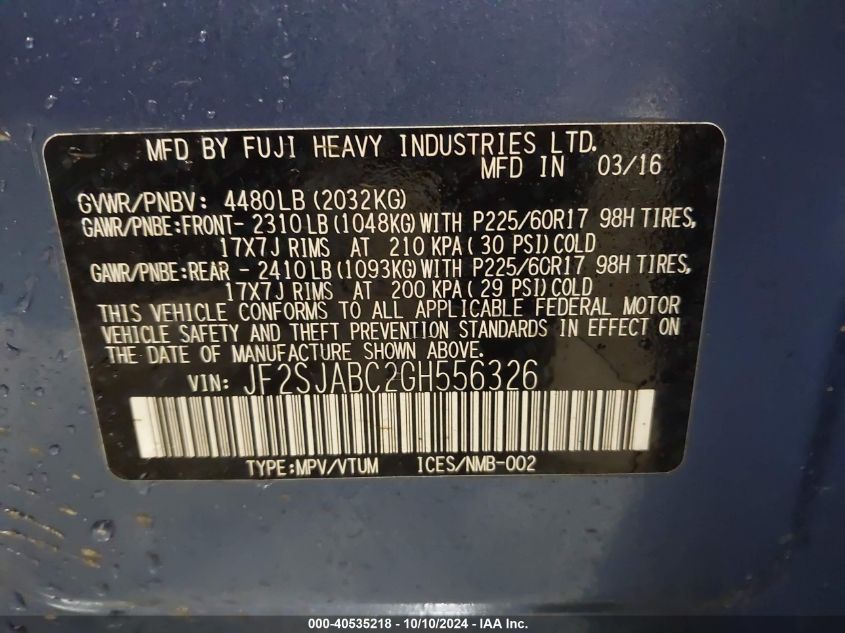 MFD BY FUJI HEAVY INDUSTRIES LTD.
MFD IN 03/16
GVWR/PNBV: 4480LB (2032KG)
GAWR/PNBE:FRONT- 2310LB (1048KG) WITH P225/60R17 98H TIRES,
17X7J RIMS AT 210 KPA (30 PSI) COLD
GAWR/PNBE:REAR - 2410LB (1093KG) WITH P225/60R17 98H TIRES,
17X7J RIMS AT 200 KPA (29 PSI) COLD
THIS VEHICLE CONFORMS TO ALL APPLICABLE FEDERAL MOTOR
VEHICLE SAFETY AND THEFT PREVENTION STANDARDS IN EFFECT ON
THE DATE OF MANUFACTURE SHOWN ABOVE.
VIN: JF2SJABC2GH556326
TYPE:MPV/VTUM ICES/NMB-002
000-40535218 - 10/10/2024 - IAA Inc.